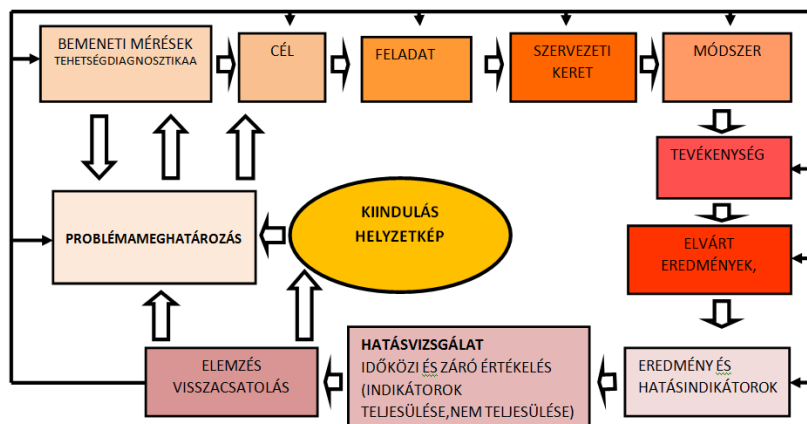 BEMENETI MÉRÉSEK
TEHETSÉGDIAGNOSZTIKAA
CÉL
FELADAT
SZERVEZETI
KERET
MÓDSZER
TEVÉKENYSÉG
PROBLÉMAMEGHATÁROZÁS
KIINDULÁS
HELYZETKÉP
ELVÁRT
EREDMÉNYEK,
ELEMZÉS
VISSZACSATOLÁS
HATÁSVIZSGÁLAT
IDŐKÖZI ÉS ZÁRÓ ÉRTÉKELÉS
(INDIKÁTOROK
TELJESÜLÉSE,NEM TELJESÜLÉSE)
EREDMÉNY ÉS
HATÁSINDIKÁTOROK